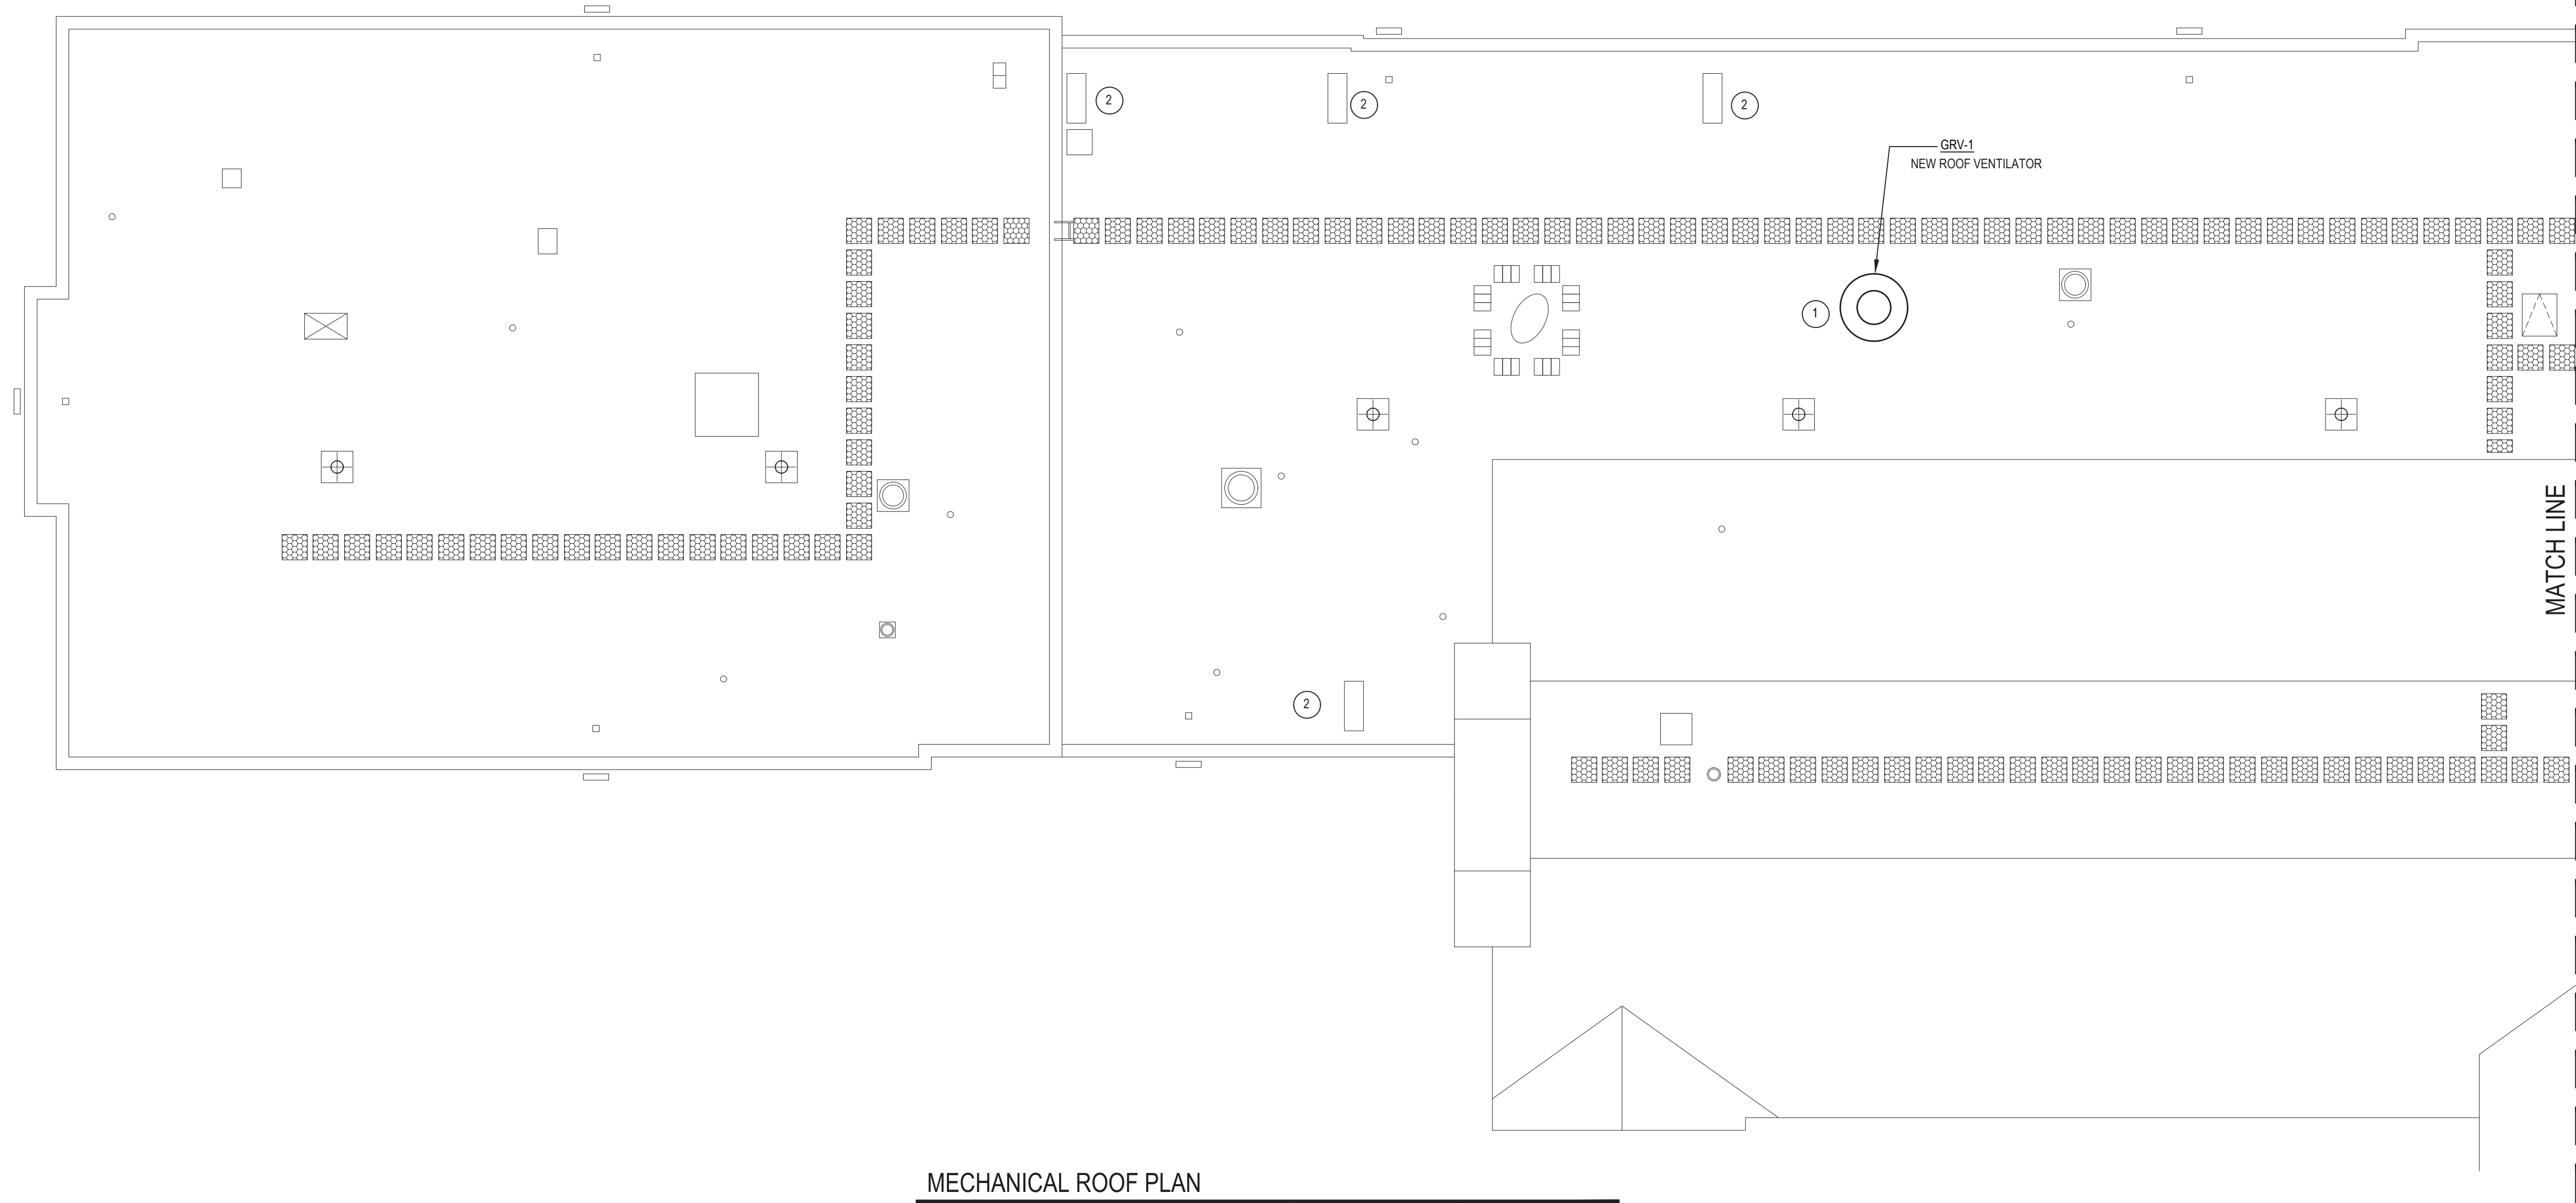 2
2
2
GRV-1
NEW ROOF VENTILATOR
1
MATCH LINE
2
MECHANICAL ROOF PLAN